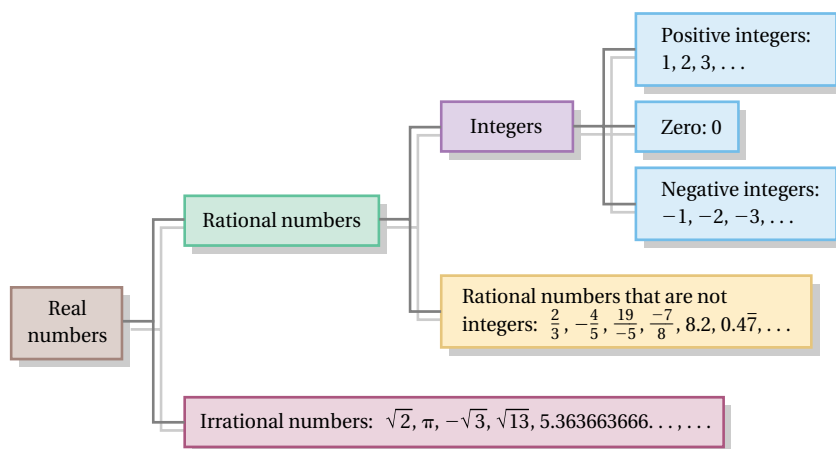 Positive integers:
1, 2, 3, . . .
Integers
Zero: 0
Negative integers:
−1, −2, −3, . . .
Rational numbers
Real
numbers
Rational numbers that are not
integers: 2/3, −4/5, 19/−5, −7/8, 8.2, 0.47̅, . . .
Irrational numbers: √2, π, −√3, √13, 5.363663666. . . , . . .